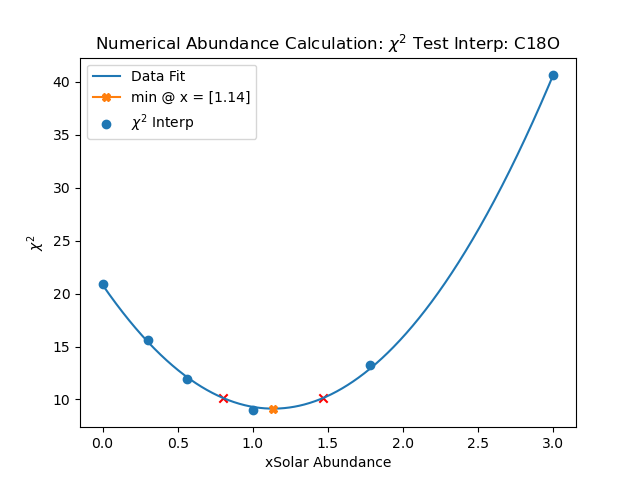 Numerical Abundance Calculation: χ² Test Interp: C18O
Data Fit
min @ x = [1.14]
χ² Interp
40
35
30
25
20
15
10
χ²
0.0 0.5 1.0 1.5 2.0 2.5 3.0
xSolar Abundance